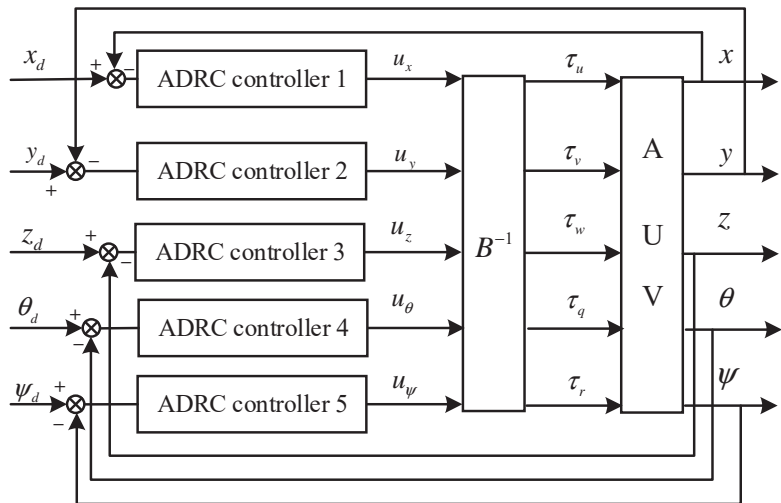 x_d + − ADRC controller 1 u_x τ_u x
y_d + − ADRC controller 2 u_y τ_v A y
z_d + − ADRC controller 3 u_z B⁻¹ τ_w U z
θ_d + − ADRC controller 4 u_θ τ_q V θ
ψ_d + − ADRC controller 5 u_ψ τ_r ψ